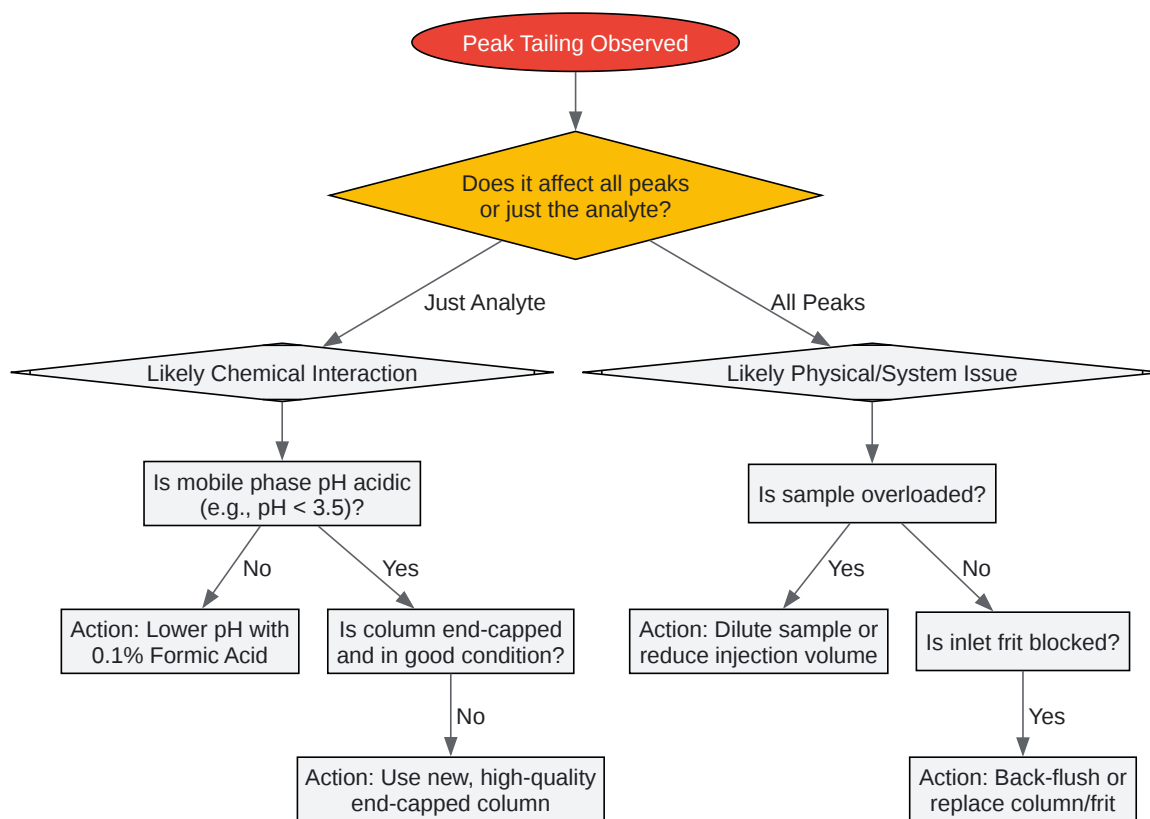 Peak Tailing Observed
Does it affect all peaks
or just the analyte?
Just Analyte
All Peaks
Likely Chemical Interaction
Likely Physical/System Issue
Is mobile phase pH acidic
(e.g., pH < 3.5)?
Is sample overloaded?
No
Yes
Yes
No
Action: Lower pH with
0.1% Formic Acid
Is column end-capped
and in good condition?
Action: Dilute sample or
reduce injection volume
Is inlet frit blocked?
No
Yes
Action: Use new, high-quality
end-capped column
Action: Back-flush or
replace column/frit